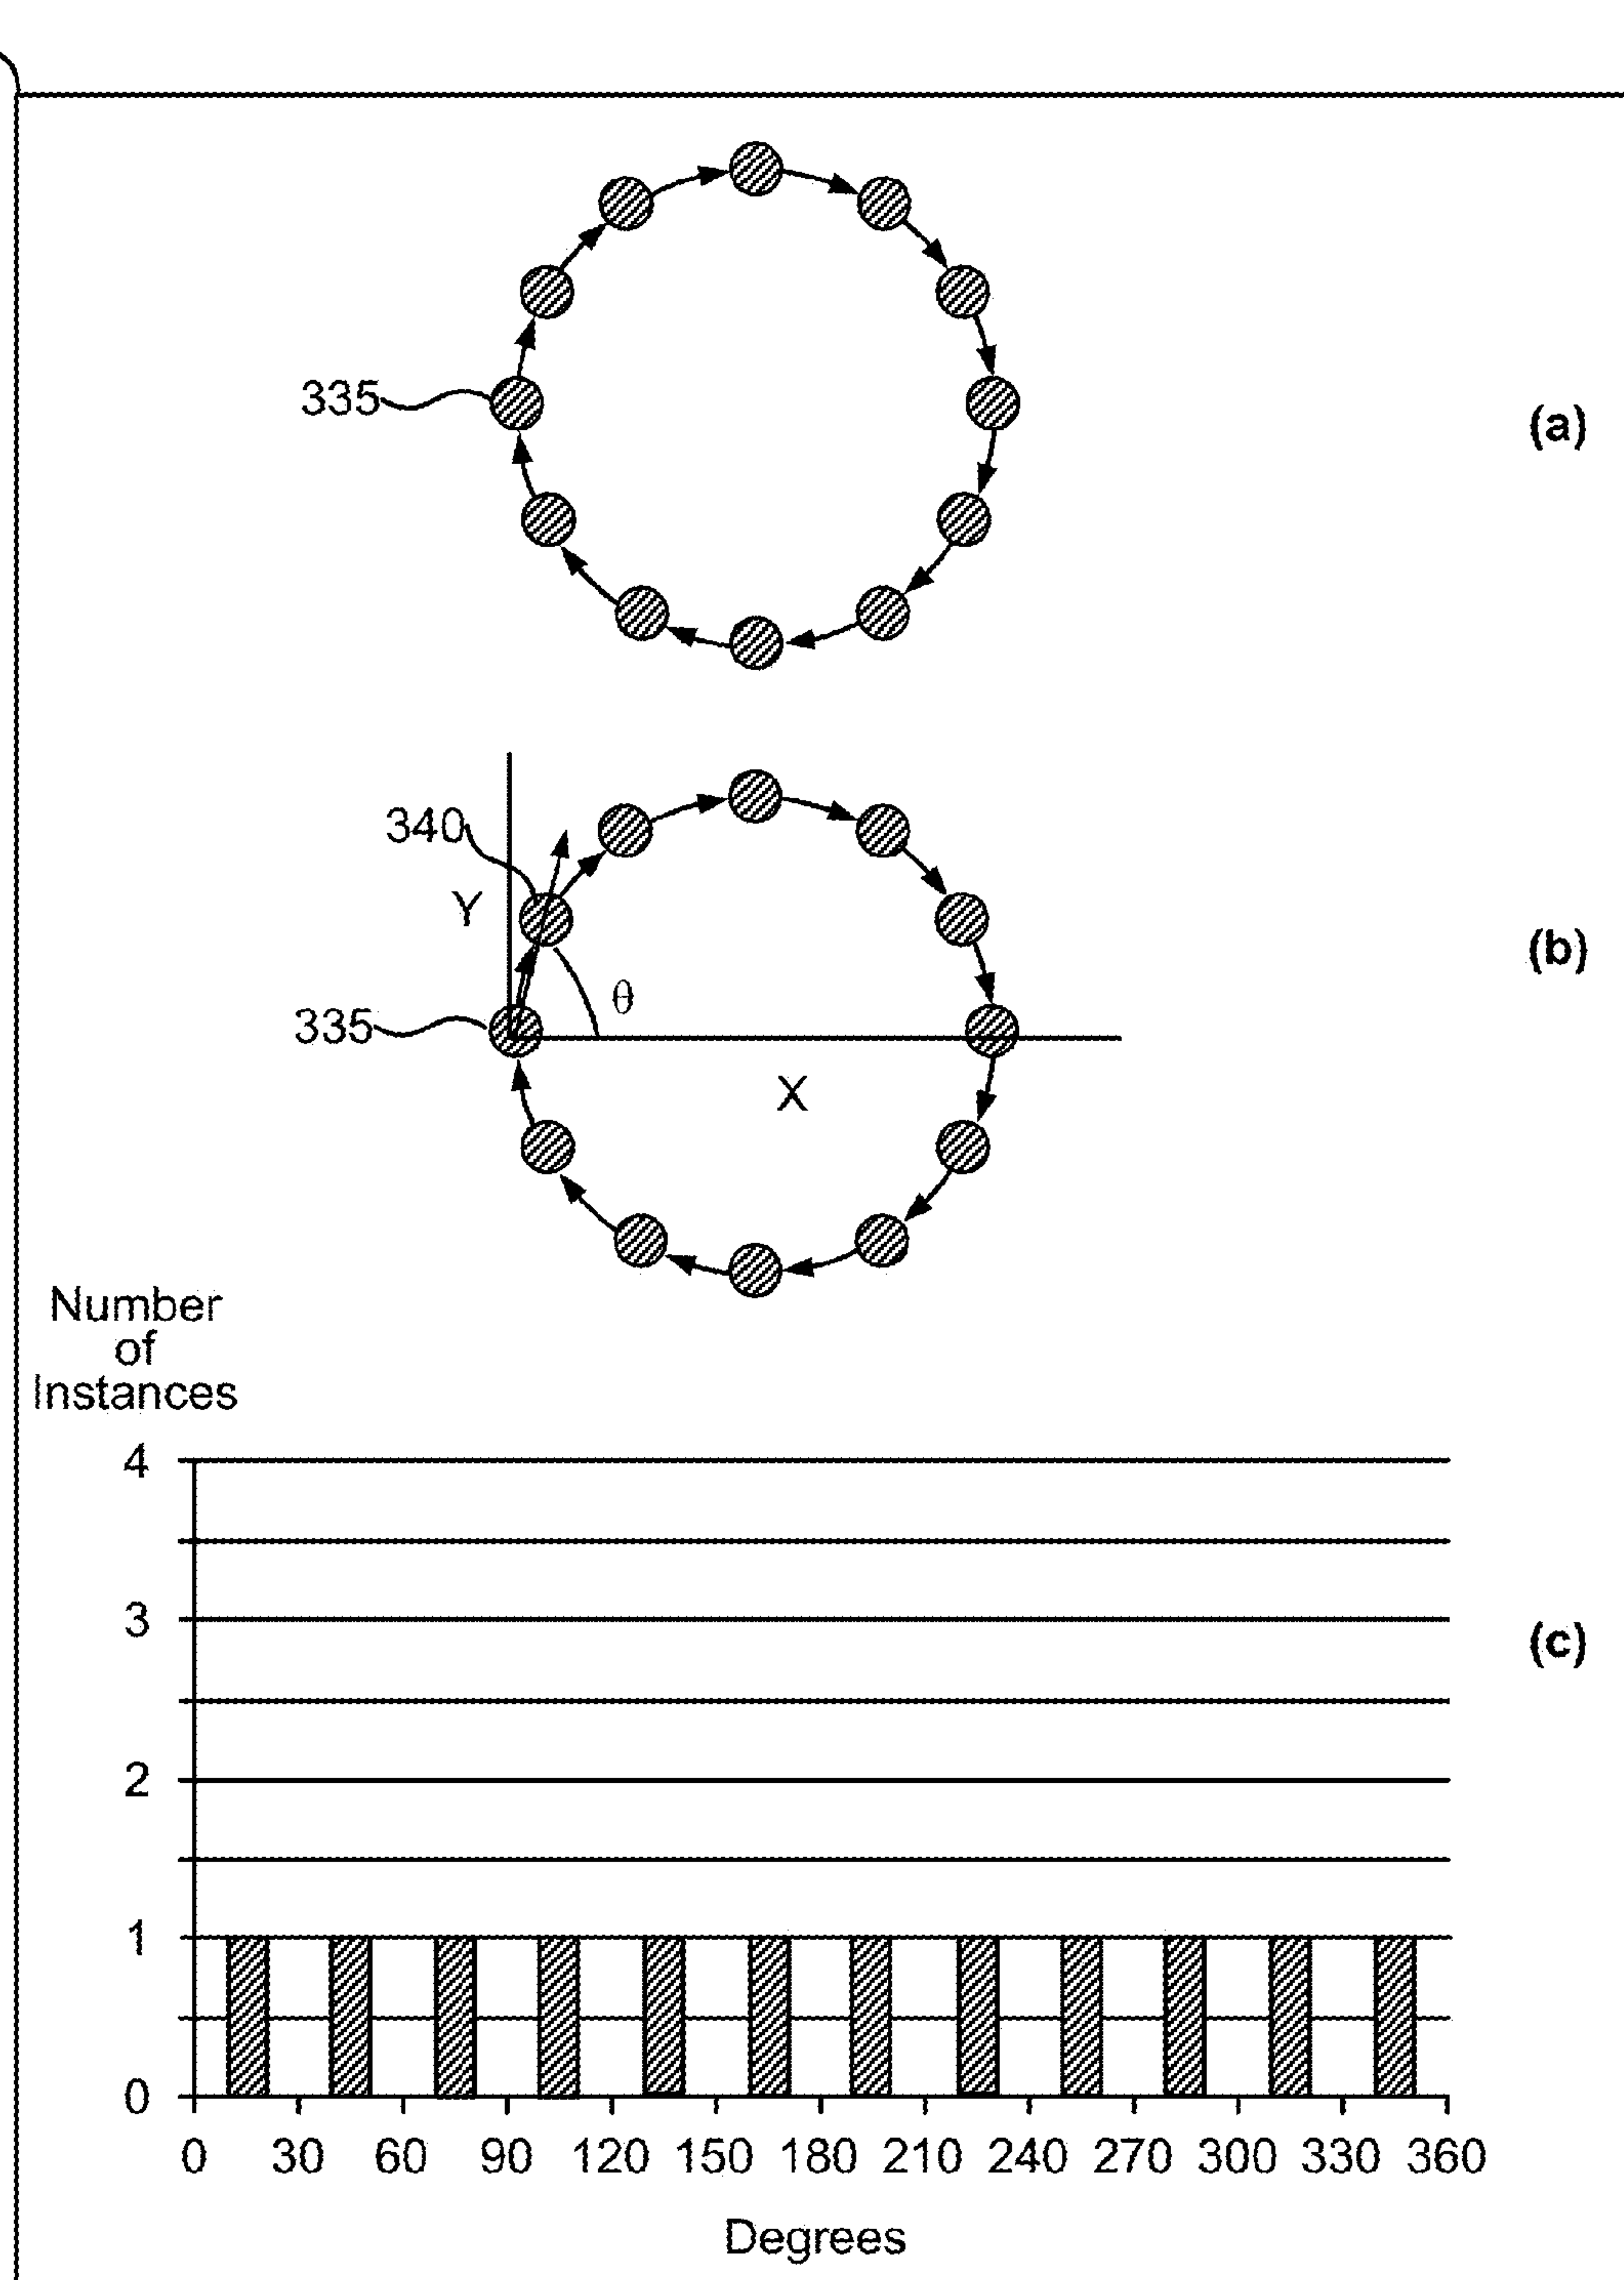 335
(a)
340
Y
θ
335
X
(b)
Number
of
Instances
4
3
2
1
0
(c)
0 30 60 90 120 150 180 210 240 270 300 330 360
Degrees